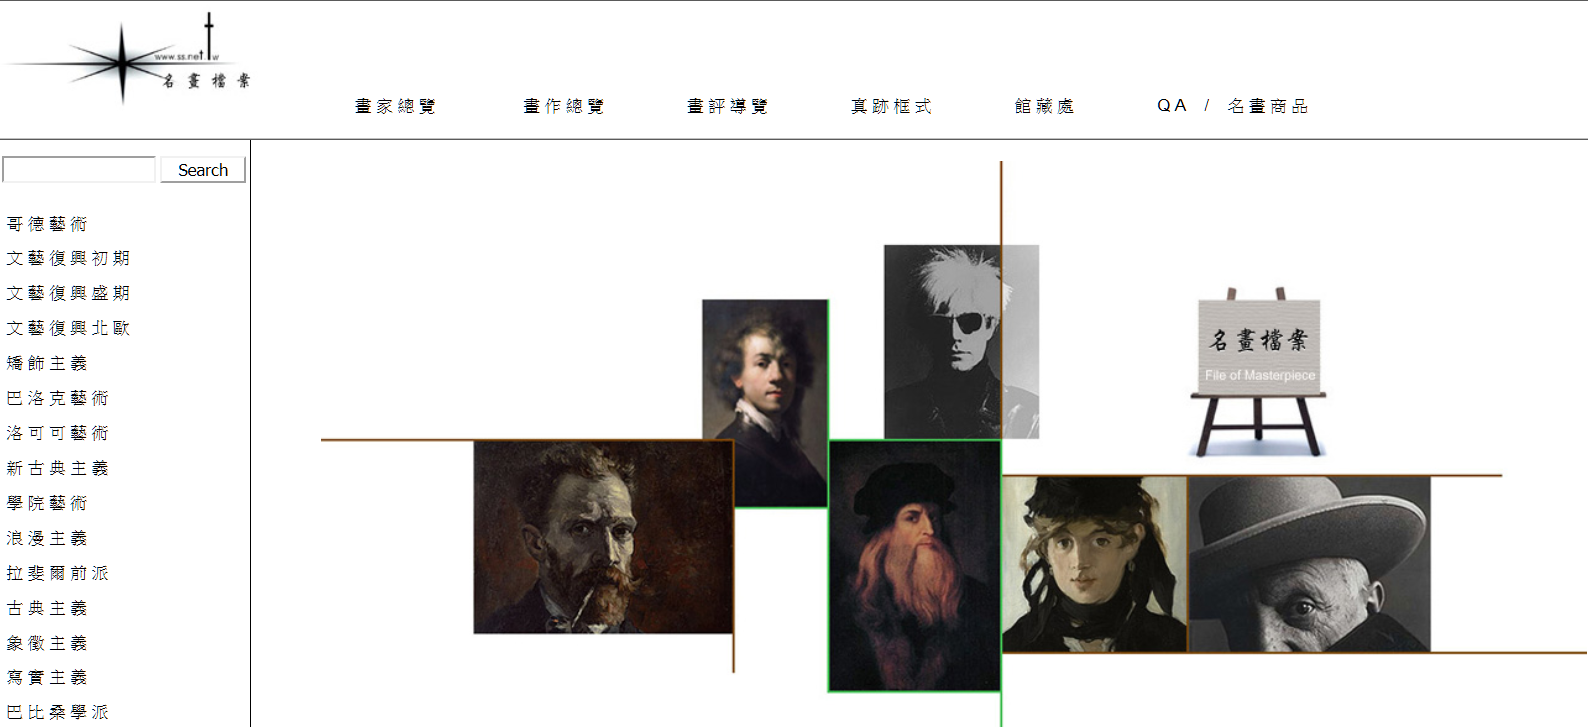 www.ss.net.tw
名畫檔案
畫家總覽
畫作總覽
畫評導覽
真跡框式
館藏處
QA / 名畫商品
Search
哥德藝術
文藝復興初期
文藝復興盛期
文藝復興北歐
矯飾主義
巴洛克藝術
洛可可藝術
新古典主義
學院藝術
浪漫主義
拉斐爾前派
古典主義
象徵主義
寫實主義
巴比桑學派
名畫檔案
File of Masterpiece